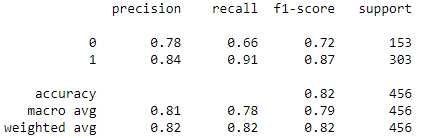 precision recall f1-score support
0 0.78 0.66 0.72 153
1 0.84 0.91 0.87 303
accuracy 0.82 456
macro avg 0.81 0.78 0.79 456
weighted avg 0.82 0.82 0.82 456